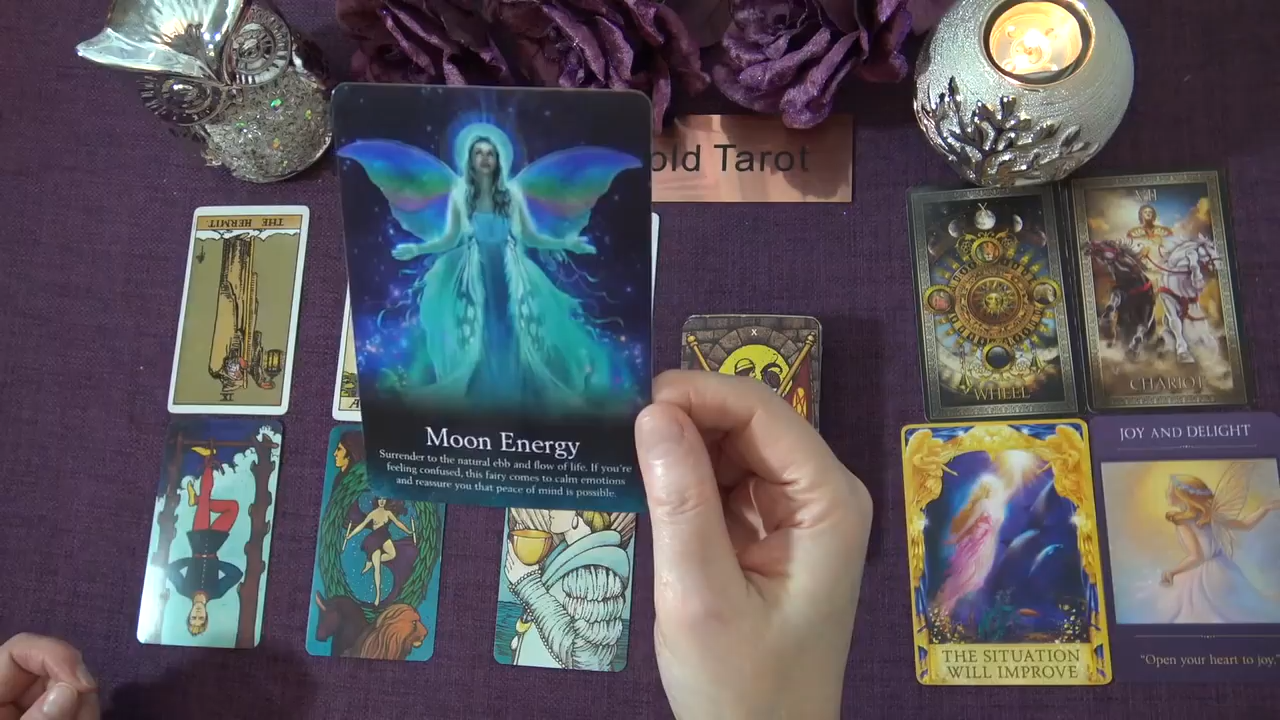 old Tarot
THE HERMIT
IX
Moon Energy
Surrender to the natural ebb and flow of life. If you're
feeling confused, this fairy comes to calm emotions
and reassure you that peace of mind is possible.
X
X
WHEEL
VII
CHARIOT
THE SITUATION
WILL IMPROVE
JOY AND DELIGHT
"Open your heart to joy."